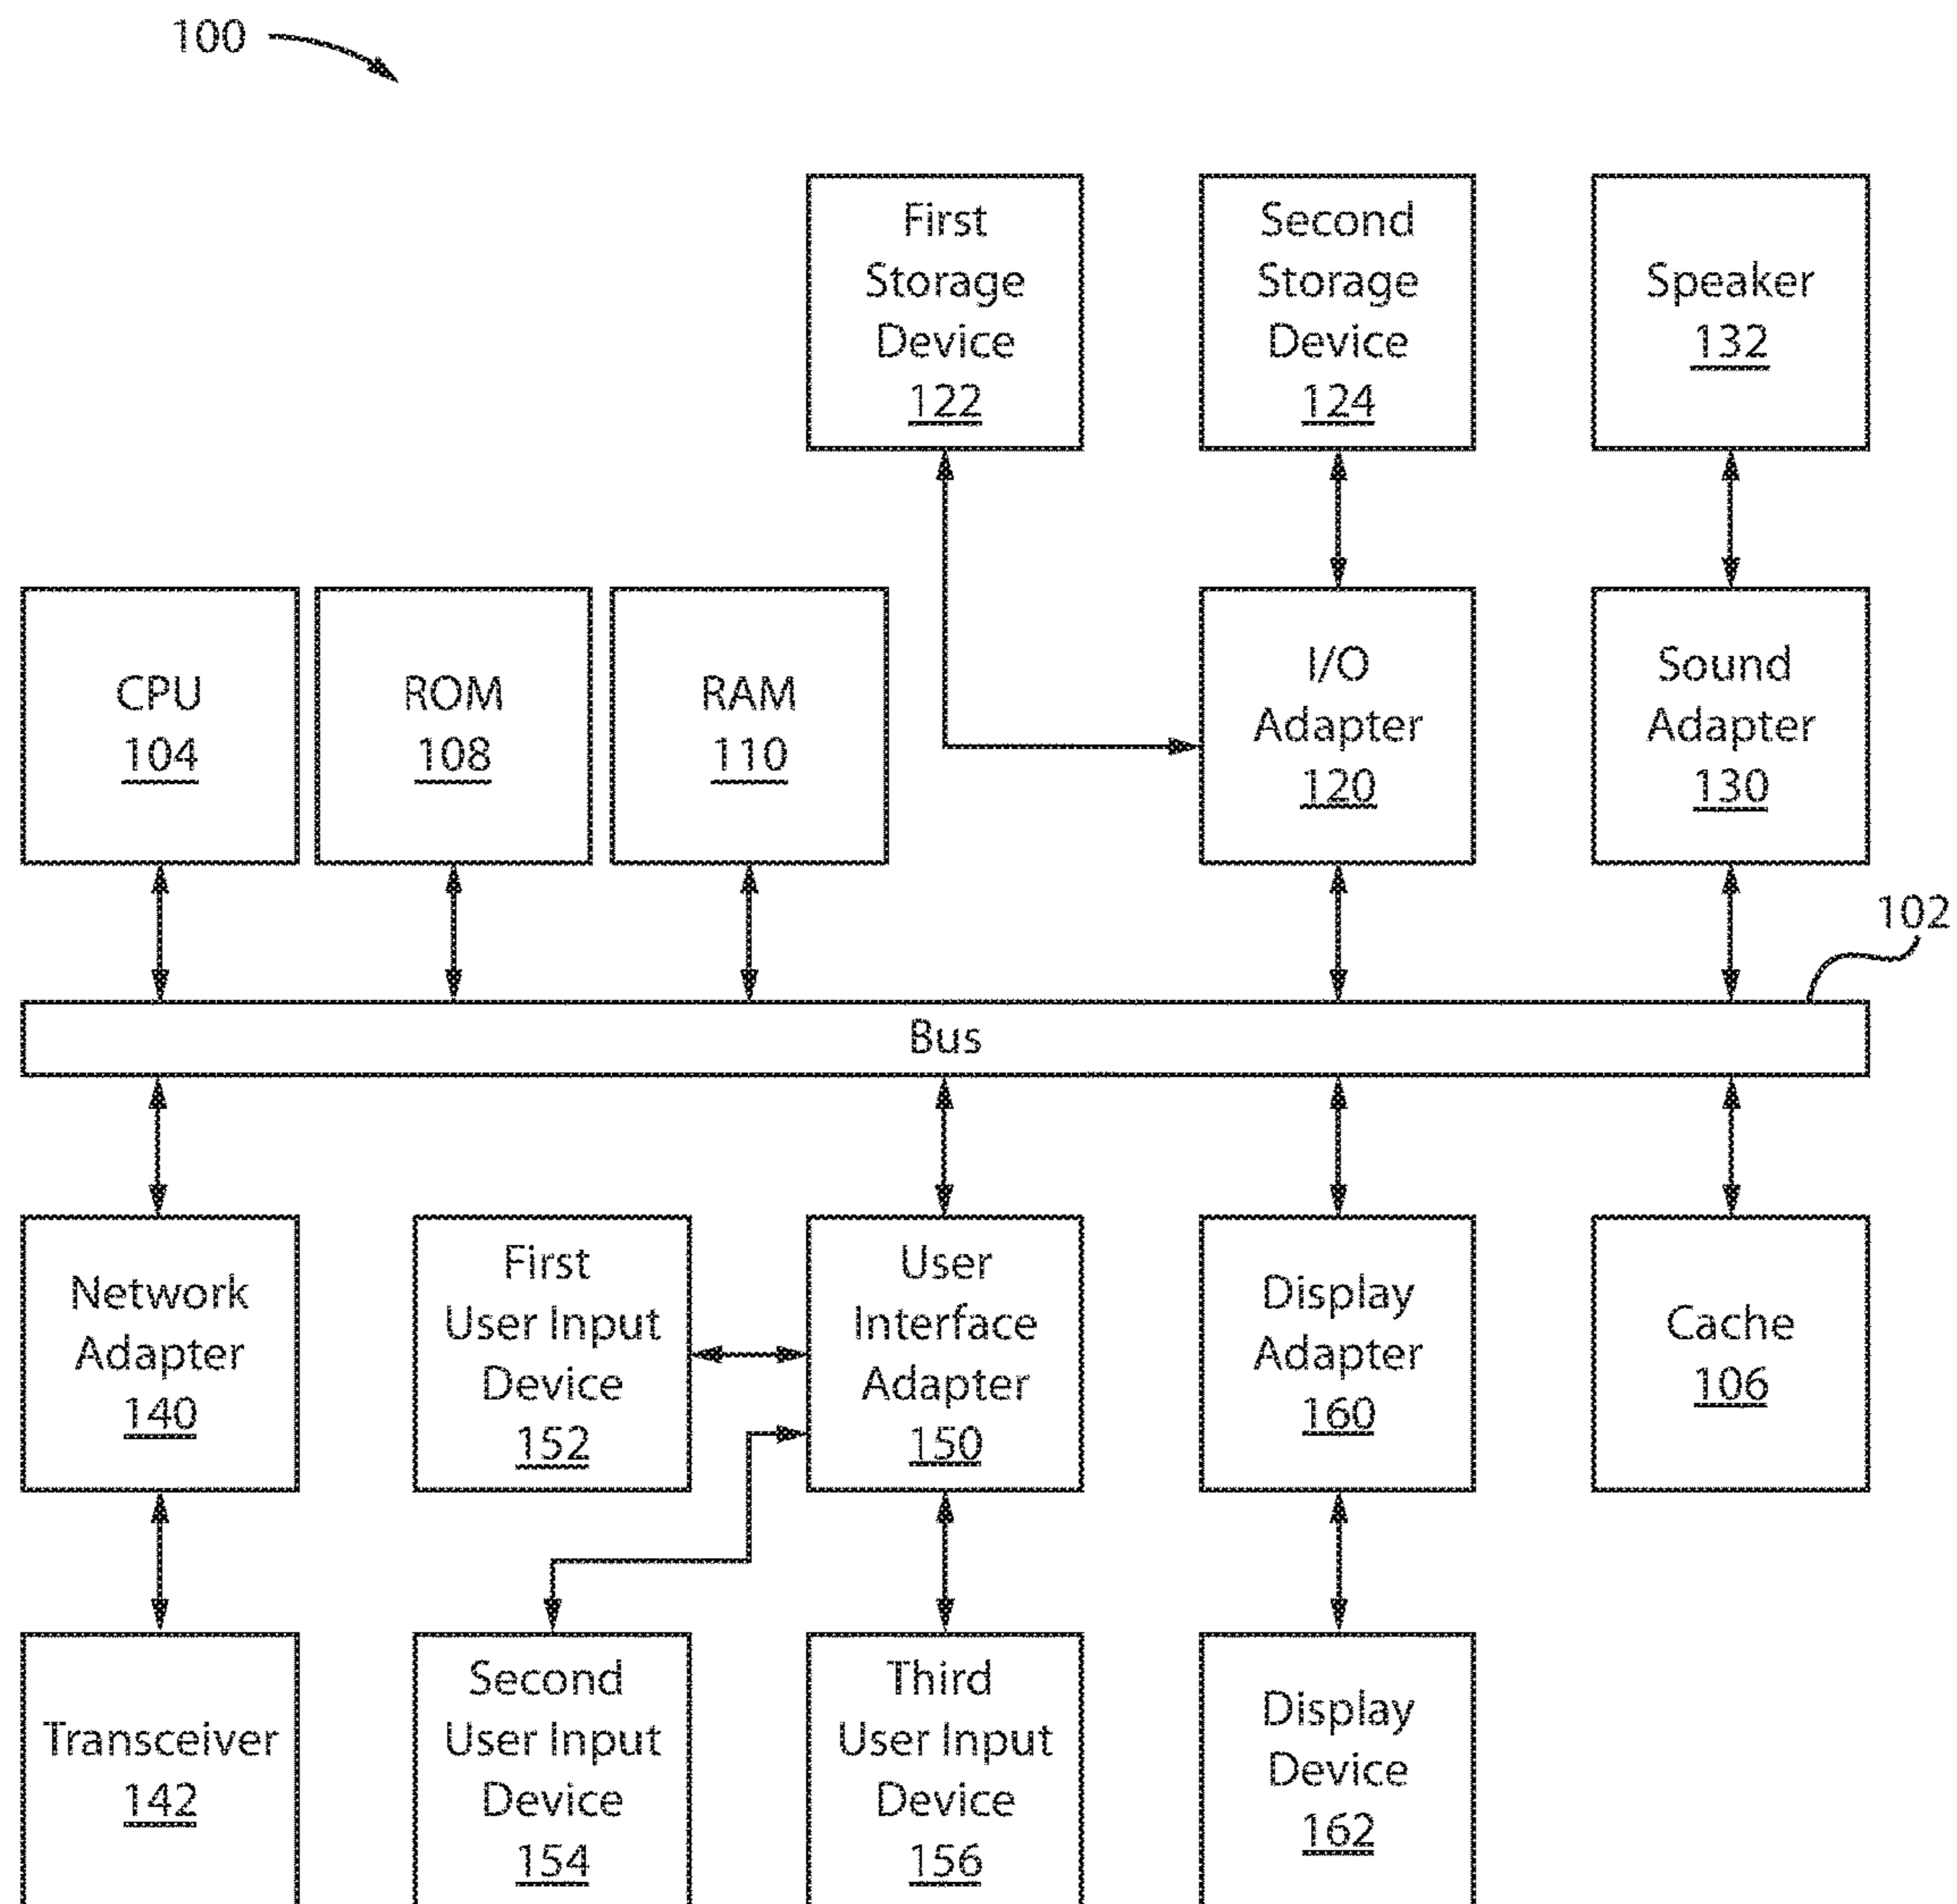 100
First
Storage
Device
122
Second
Storage
Device
124
Speaker
132
CPU
104
ROM
108
RAM
110
I/O
Adapter
120
Sound
Adapter
130
102
Bus
Network
Adapter
140
First
User Input
Device
152
User
Interface
Adapter
150
Display
Adapter
160
Cache
106
Transceiver
142
Second
User Input
Device
154
Third
User Input
Device
156
Display
Device
162